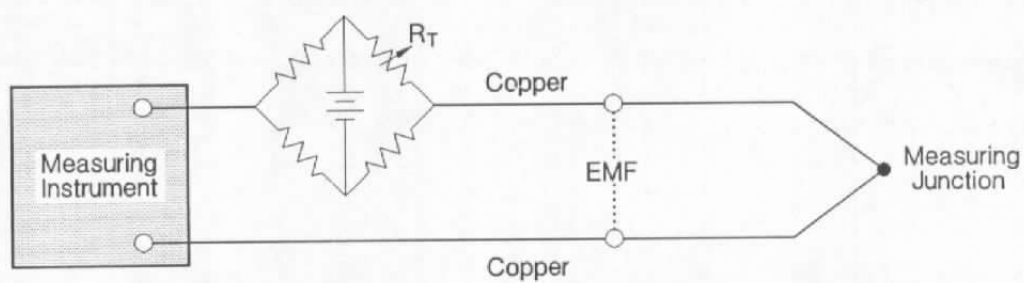 R_T
Copper
Measuring
Instrument
EMF
Measuring
Junction
Copper